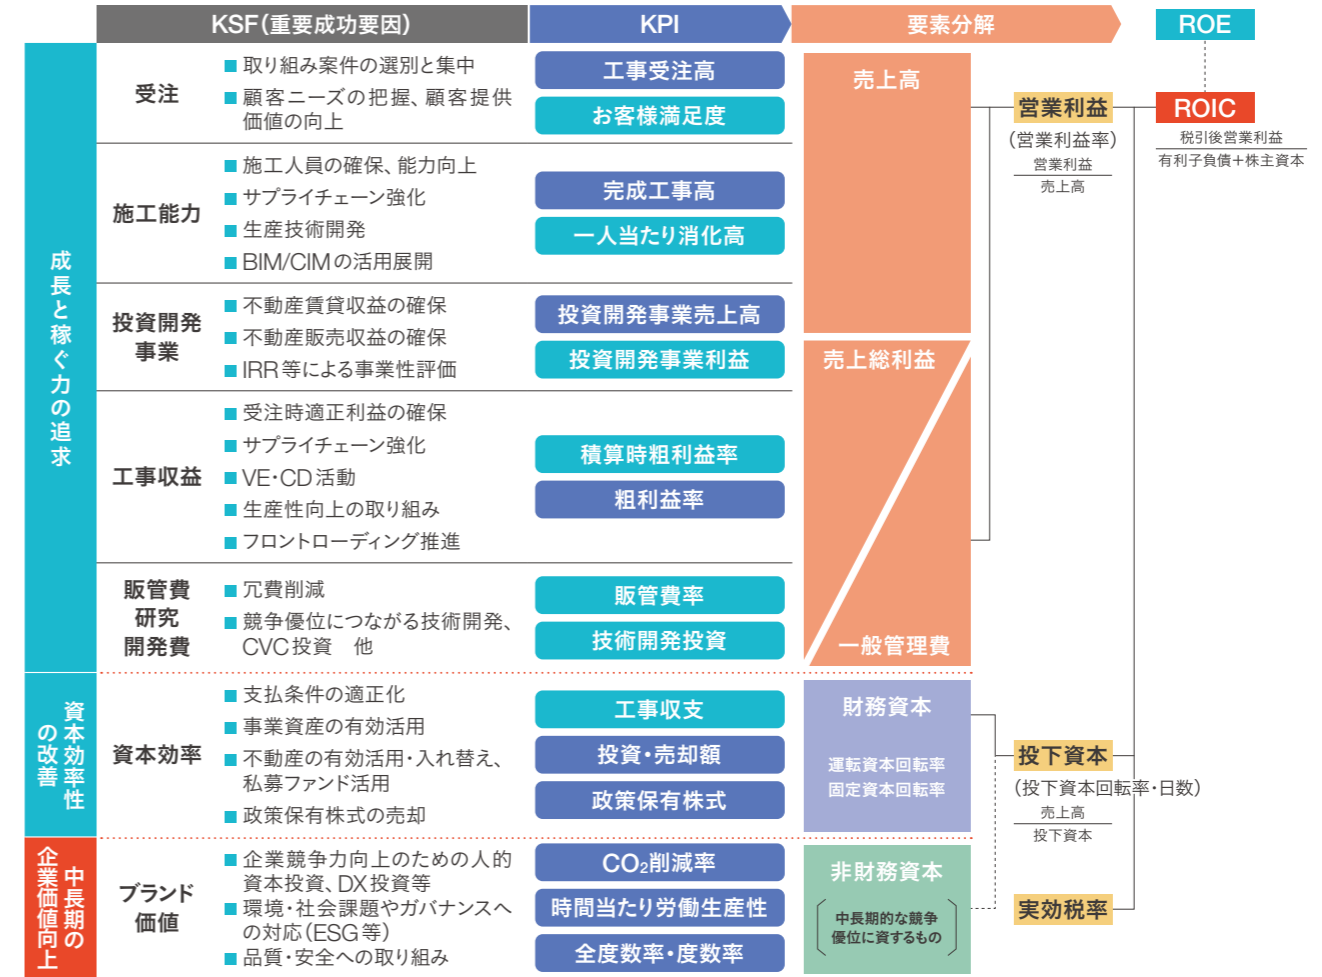 KSF（重要成功要因）
KPI
要素分解
ROE
成長と稼ぐ力の追求
受注
■ 取り組み案件の選別と集中
■ 顧客ニーズの把握、顧客提供
価値の向上
工事受注高
お客様満足度
施工能力
■ 施工人員の確保、能力向上
■ サプライチェーン強化
■ 生産技術開発
■ BIM/CIMの活用展開
完成工事高
一人当たり消化高
投資開発
事業
■ 不動産賃貸収益の確保
■ 不動産販売収益の確保
■ IRR等による事業性評価
投資開発事業売上高
投資開発事業利益
工事収益
■ 受注時適正利益の確保
■ サプライチェーン強化
■ VE・CD活動
■ 生産性向上の取り組み
■ フロントローディング推進
積算時粗利益率
粗利益率
販管費
研究
開発費
■ 冗費削減
■ 競争優位につながる技術開発、
CVC投資　他
販管費率
技術開発投資
売上高
売上総利益
一般管理費
営業利益
（営業利益率）
営業利益
売上高
ROIC
税引後営業利益
有利子負債＋株主資本
資本効率性
の改善
資本効率
■ 支払条件の適正化
■ 事業資産の有効活用
■ 不動産の有効活用・入れ替え、
私募ファンド活用
■ 政策保有株式の売却
工事収支
投資・売却額
政策保有株式
財務資本
運転資本回転率
固定資本回転率
投下資本
（投下資本回転率・日数）
売上高
投下資本
中長期の
企業価値向上
ブランド
価値
■ 企業競争力向上のための人的
資本投資、DX投資等
■ 環境・社会課題やガバナンスへ
の対応（ESG等）
■ 品質・安全への取り組み
CO₂削減率
時間当たり労働生産性
全度数率・度数率
非財務資本
中長期的な競争
優位に資するもの
実効税率